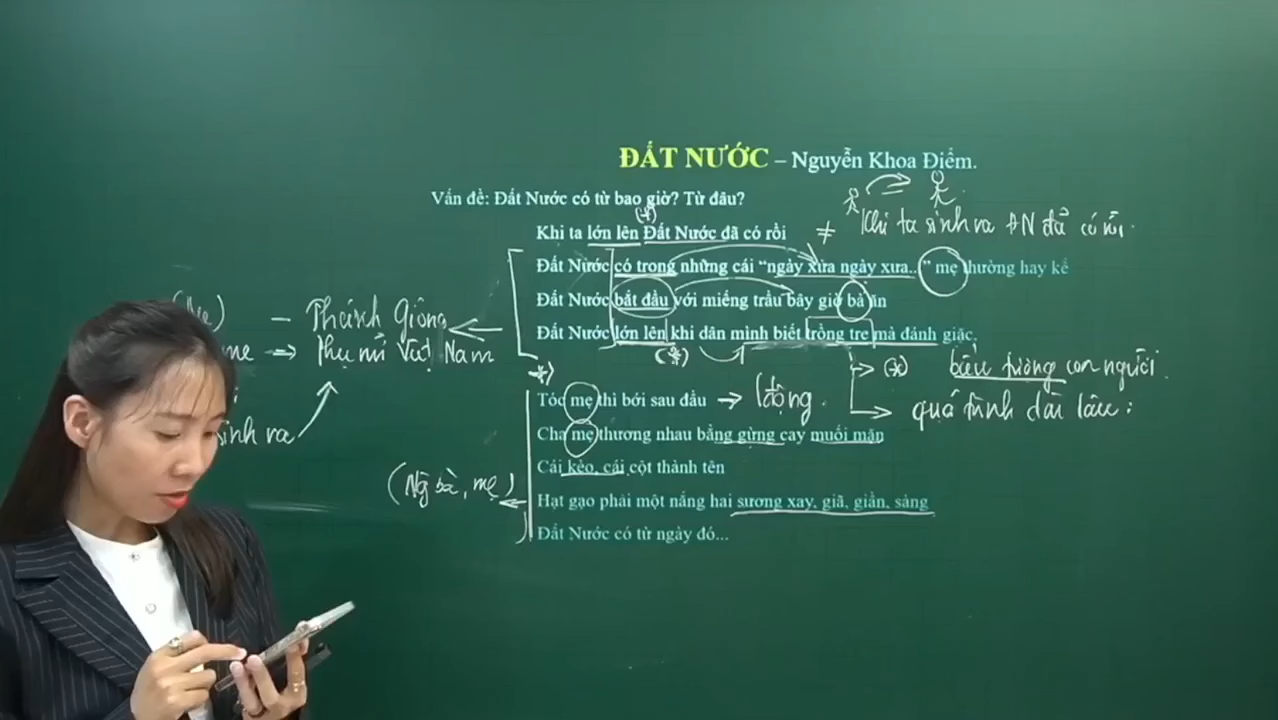 ĐẤT NƯỚC – Nguyễn Khoa Điềm.
Vấn đề: Đất Nước có từ bao giờ? Từ đâu?
(*)
Khi ta lớn lên Đất Nước đã có rồi ≠ Khi ta sinh ra ĐN đã có rồi.
Đất Nước có trong những cái “ngày xửa ngày xưa...” mẹ thường hay kể
Đất Nước bắt đầu với miếng trầu bây giờ bà ăn
Đất Nước lớn lên khi dân mình biết trồng tre mà đánh giặc.
- Thánh Gióng
mẹ → Phụ nữ Việt Nam
sinh ra
(*)
(*) biểu tượng con người.
quá trình dài lâu:
Tóc mẹ thì bới sau đầu → lđộng.
Cha mẹ thương nhau bằng gừng cay muối mặn
Cái kèo, cái cột thành tên
(Ng bà, mẹ)
Hạt gạo phải một nắng hai sương xay, giã, giần, sàng
Đất Nước có từ ngày đó...